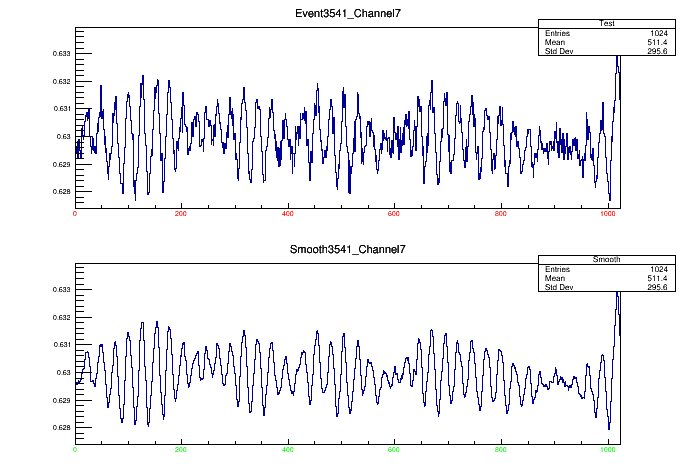 Event3541_Channel7
Test
Entries 1024
Mean 511.4
Std Dev 295.6
0.633
0.632
0.631
0.63
0.629
0.628
0 200 400 600 800 1000
Smooth3541_Channel7
Smooth
Entries 1024
Mean 511.4
Std Dev 295.6
0.633
0.632
0.631
0.63
0.629
0.628
0 200 400 600 800 1000